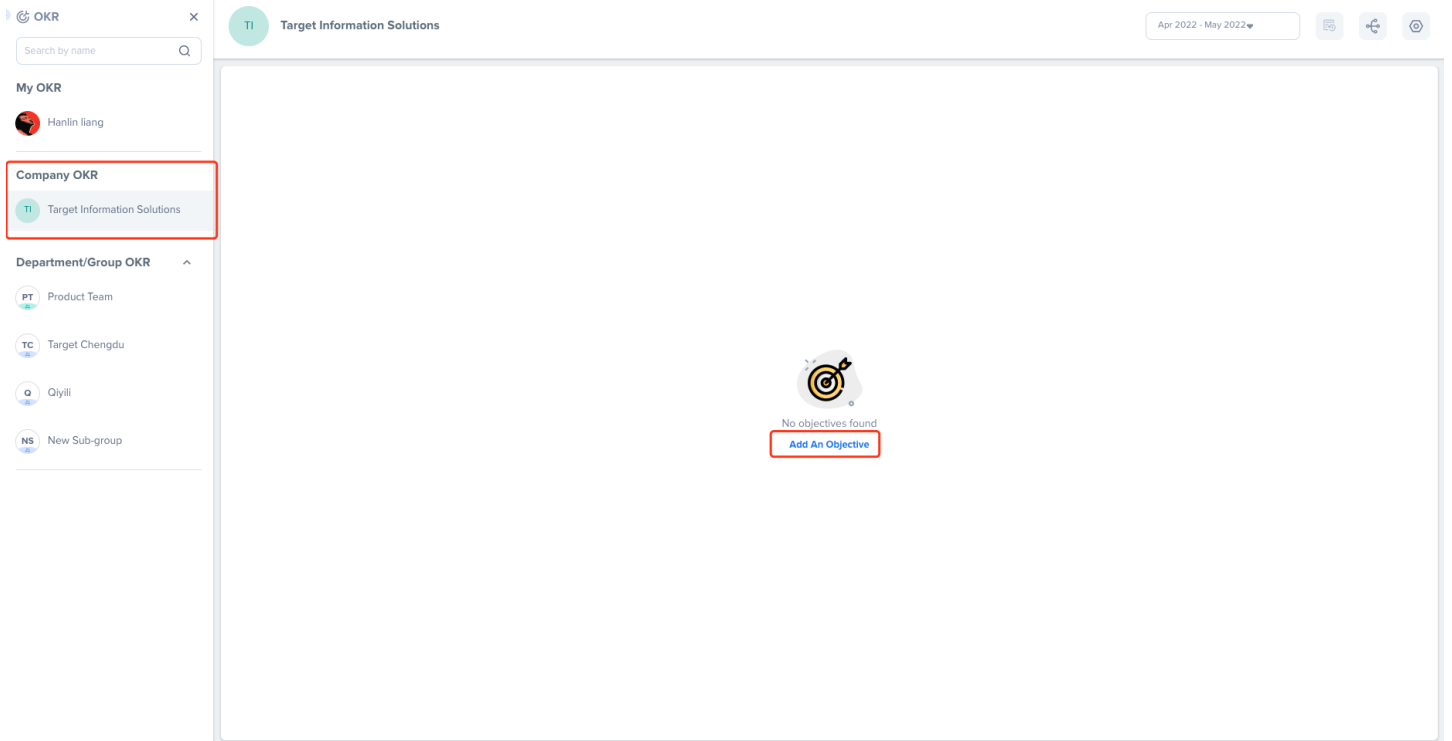 OKR
Search by name
My OKR
Hanlin liang
Company OKR
TI Target Information Solutions
Department/Group OKR
PT Product Team
TC Target Chengdu
Q Qiyili
NS New Sub-group
TI Target Information Solutions
Apr 2022 - May 2022
No objectives found
Add An Objective